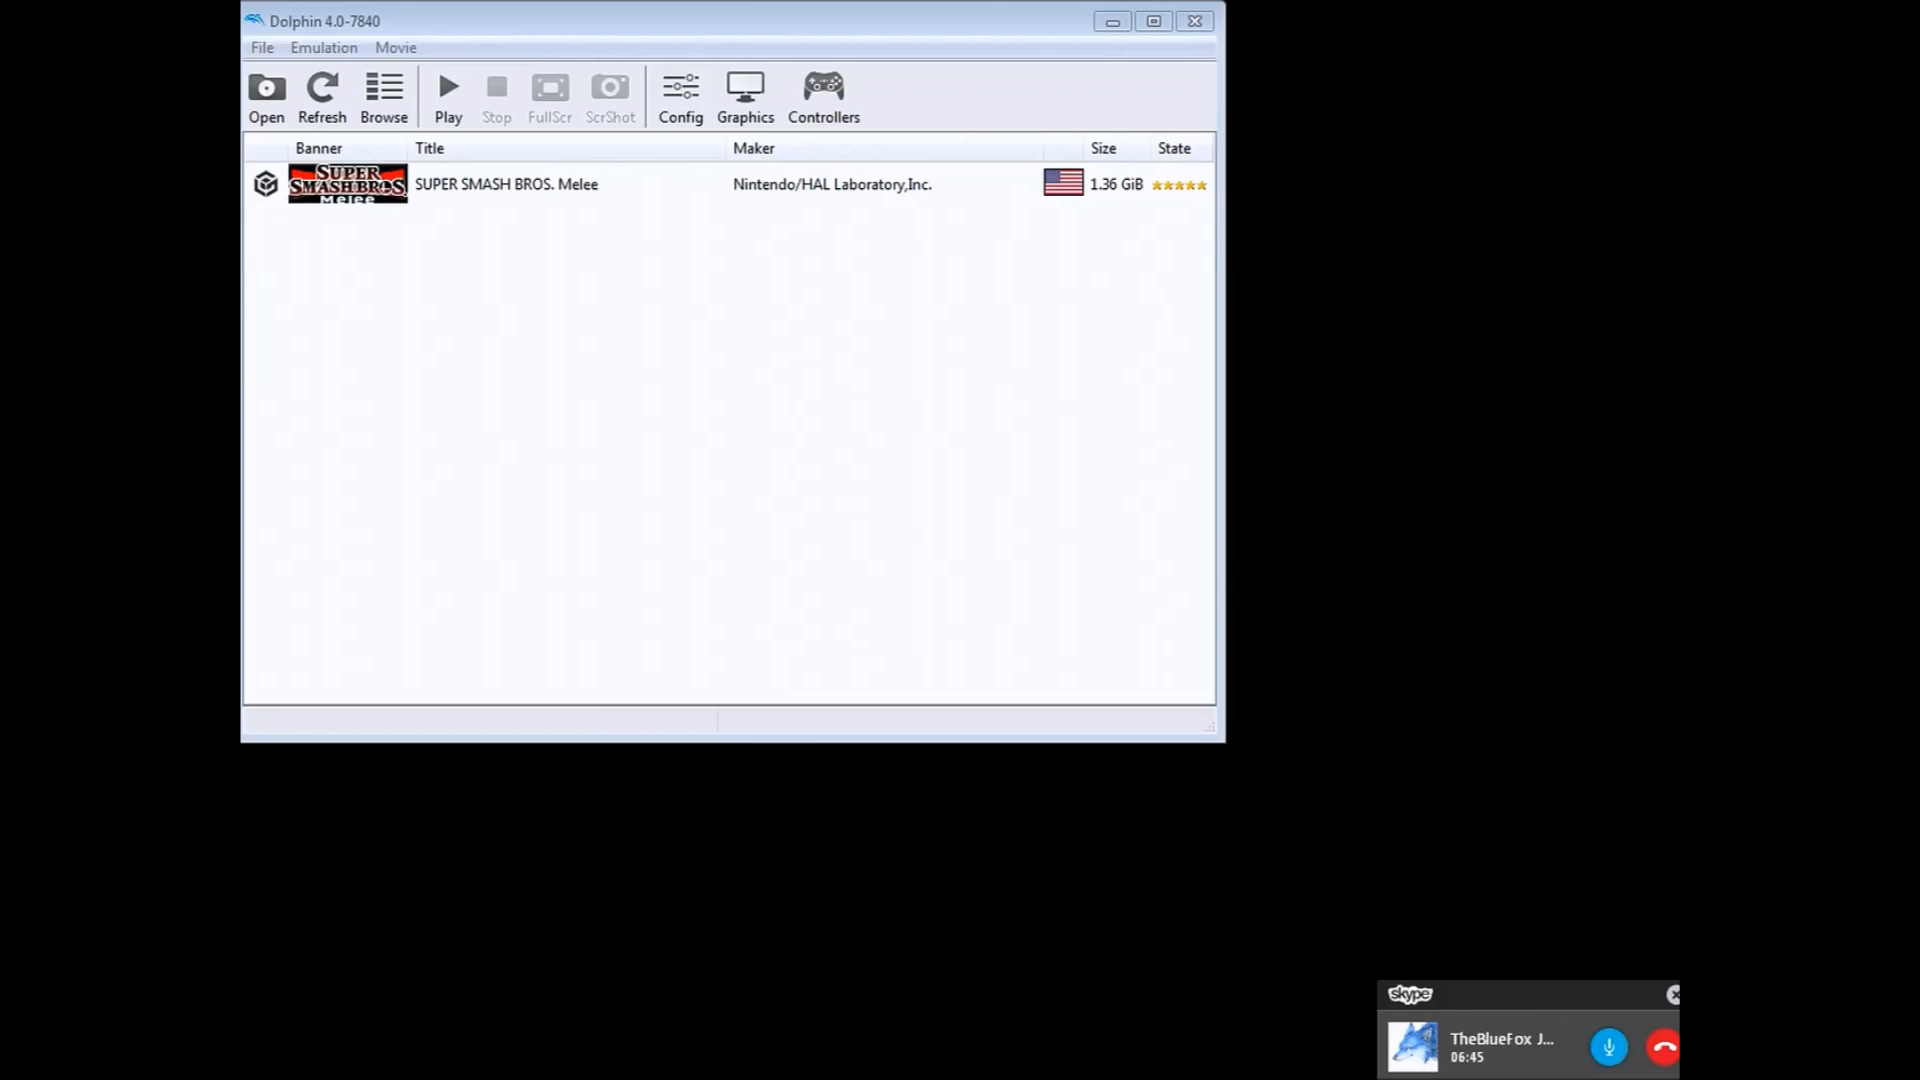 Dolphin 4.0-7840
File Emulation Movie
Open Refresh Browse Play Stop FullScr ScrShot Config Graphics Controllers
Banner Title Maker Size State
SUPER SMASH BROS. Melee SUPER SMASH BROS. Melee Nintendo/HAL Laboratory,Inc. 1.36 GiB
skype
TheBlueFox J...
06:45